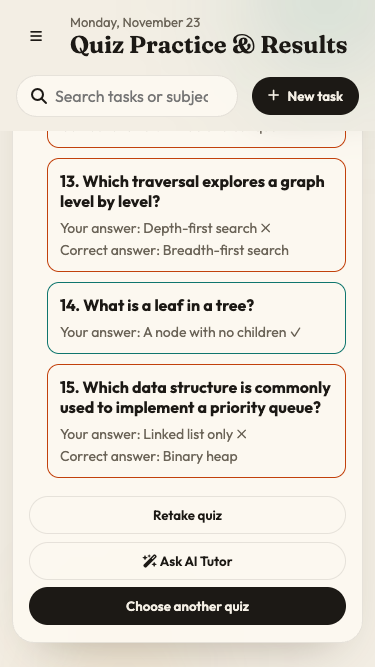 Monday, November 23
Quiz Practice & Results
Search tasks or subjec
+ New task
13. Which traversal explores a graph
level by level?
Your answer: Depth-first search ×
Correct answer: Breadth-first search
14. What is a leaf in a tree?
Your answer: A node with no children ✓
15. Which data structure is commonly
used to implement a priority queue?
Your answer: Linked list only ×
Correct answer: Binary heap
Retake quiz
Ask AI Tutor
Choose another quiz